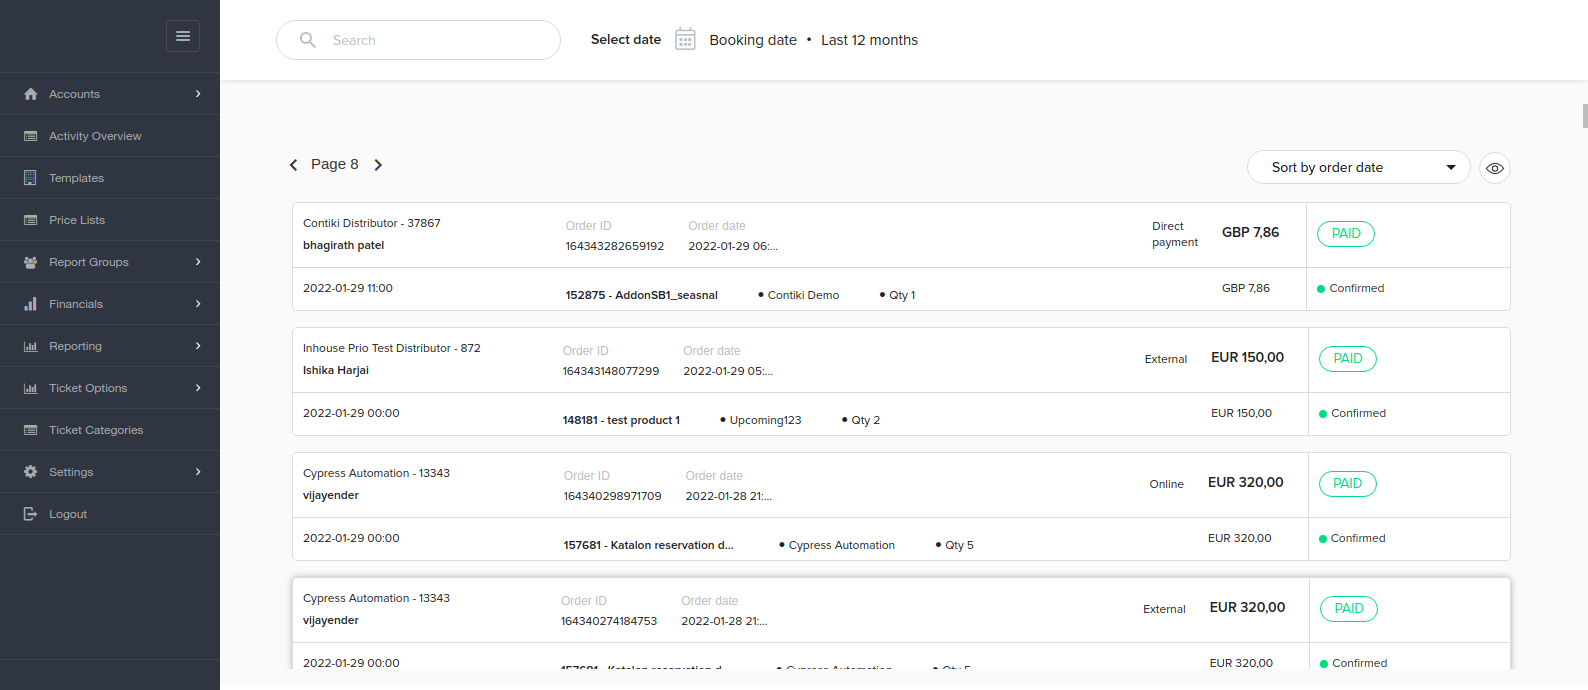 Search
Select date
Booking date • Last 12 months
Accounts
Activity Overview
Templates
Price Lists
Report Groups
Financials
Reporting
Ticket Options
Ticket Categories
Settings
Logout
Page 8
Sort by order date
Contiki Distributor - 37867
bhagirath patel
Order ID
164343282659192
Order date
2022-01-29 06:...
Direct
payment
GBP 7,86
PAID
2022-01-29 11:00
152875 - AddonSB1_seasnal
• Contiki Demo
• Qty 1
GBP 7,86
Confirmed
Inhouse Prio Test Distributor - 872
Ishika Harjai
Order ID
164343148077299
Order date
2022-01-29 05:...
External
EUR 150,00
PAID
2022-01-29 00:00
148181 - test product 1
• Upcoming123
• Qty 2
EUR 150,00
Confirmed
Cypress Automation - 13343
vijayender
Order ID
164340298971709
Order date
2022-01-28 21:...
Online
EUR 320,00
PAID
2022-01-29 00:00
157681 - Katalon reservation d...
• Cypress Automation
• Qty 5
EUR 320,00
Confirmed
Cypress Automation - 13343
vijayender
Order ID
164340274184753
Order date
2022-01-28 21:...
External
EUR 320,00
PAID
2022-01-29 00:00
157681 - Katalon reservation d...
• Cypress Automation
• Qty 5
EUR 320,00
Confirmed